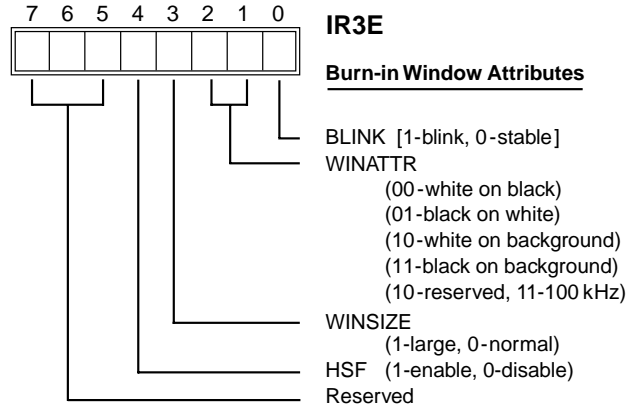 7 6 5 4 3 2 1 0
IR3E
Burn-in Window Attributes
BLINK [1-blink, 0-stable]
WINATTR
(00-white on black)
(01-black on white)
(10-white on background)
(11-black on background)
(10-reserved, 11-100 kHz)
WINSIZE
(1-large, 0-normal)
HSF (1-enable, 0-disable)
Reserved